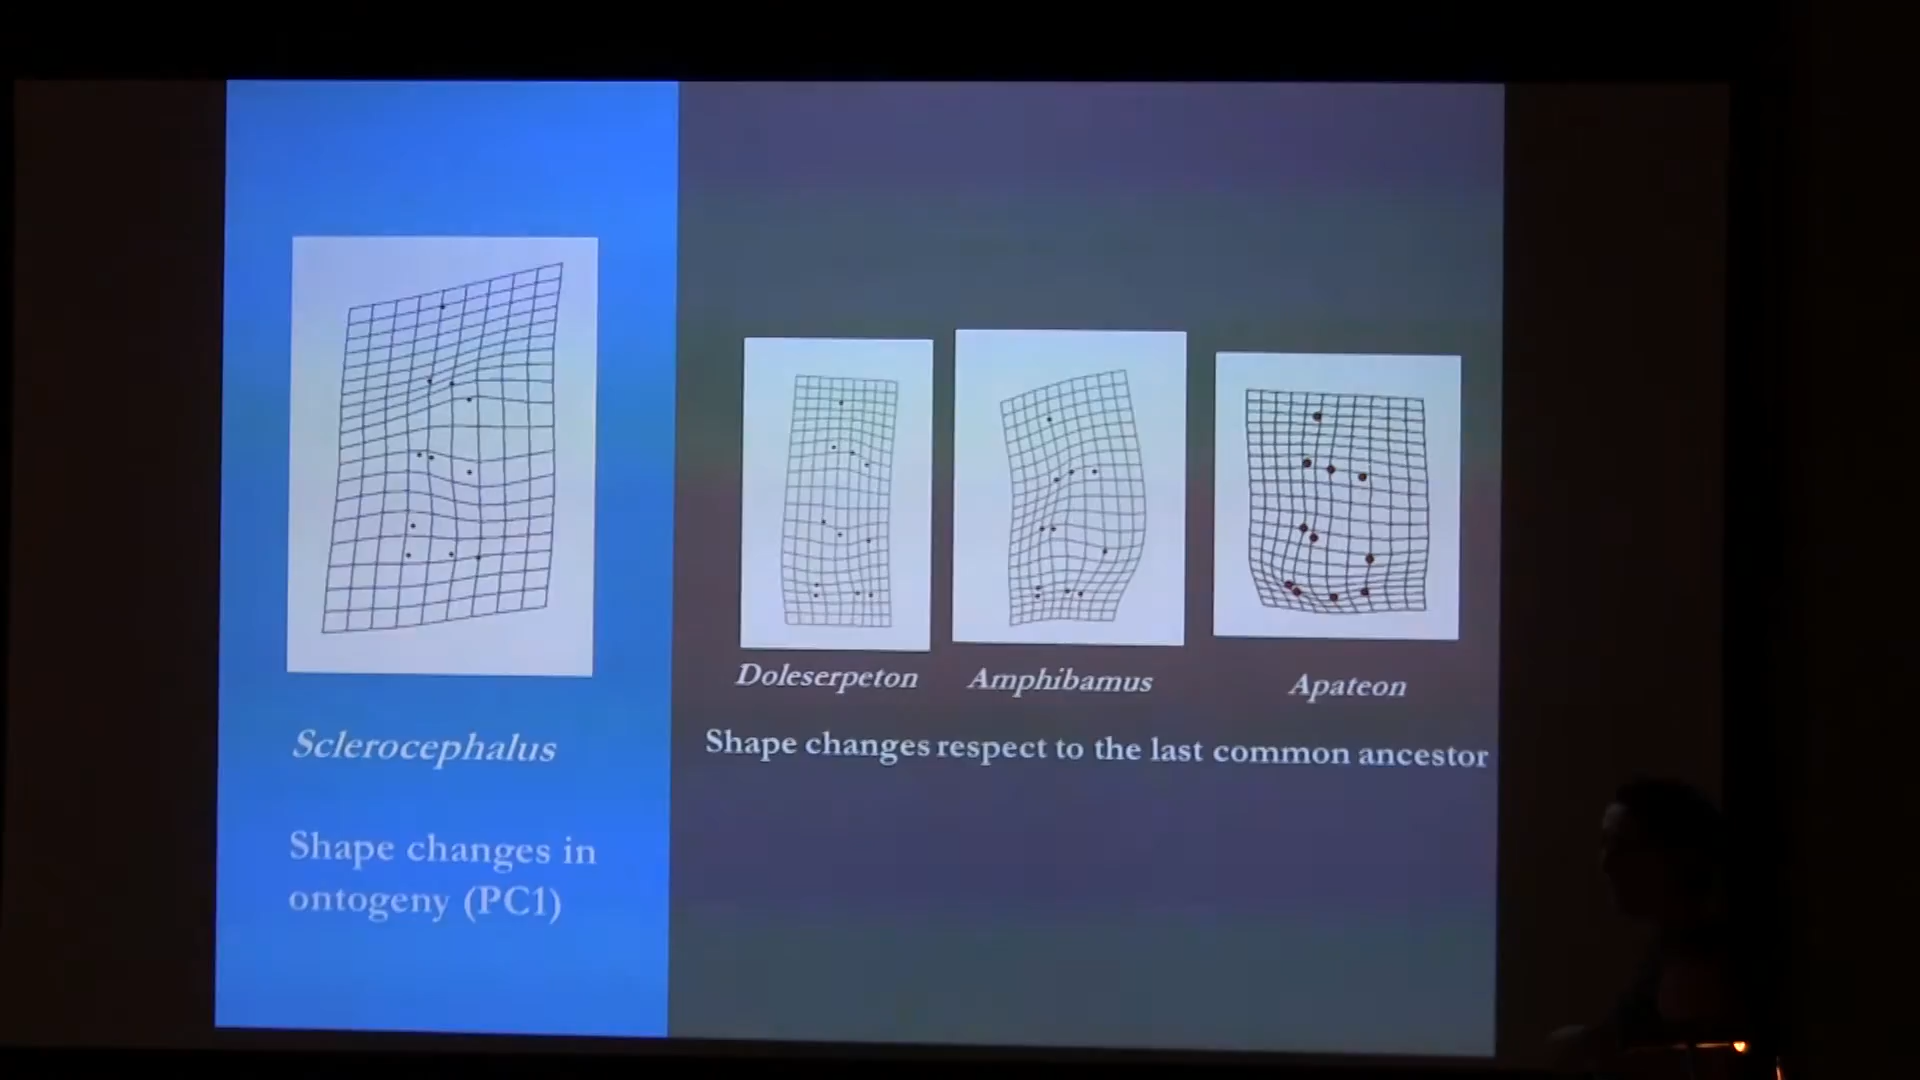 Sclerocephalus
Shape changes in
ontogeny (PC1)
Doleserpeton
Amphibamus
Apateon
Shape changes respect to the last common ancestor